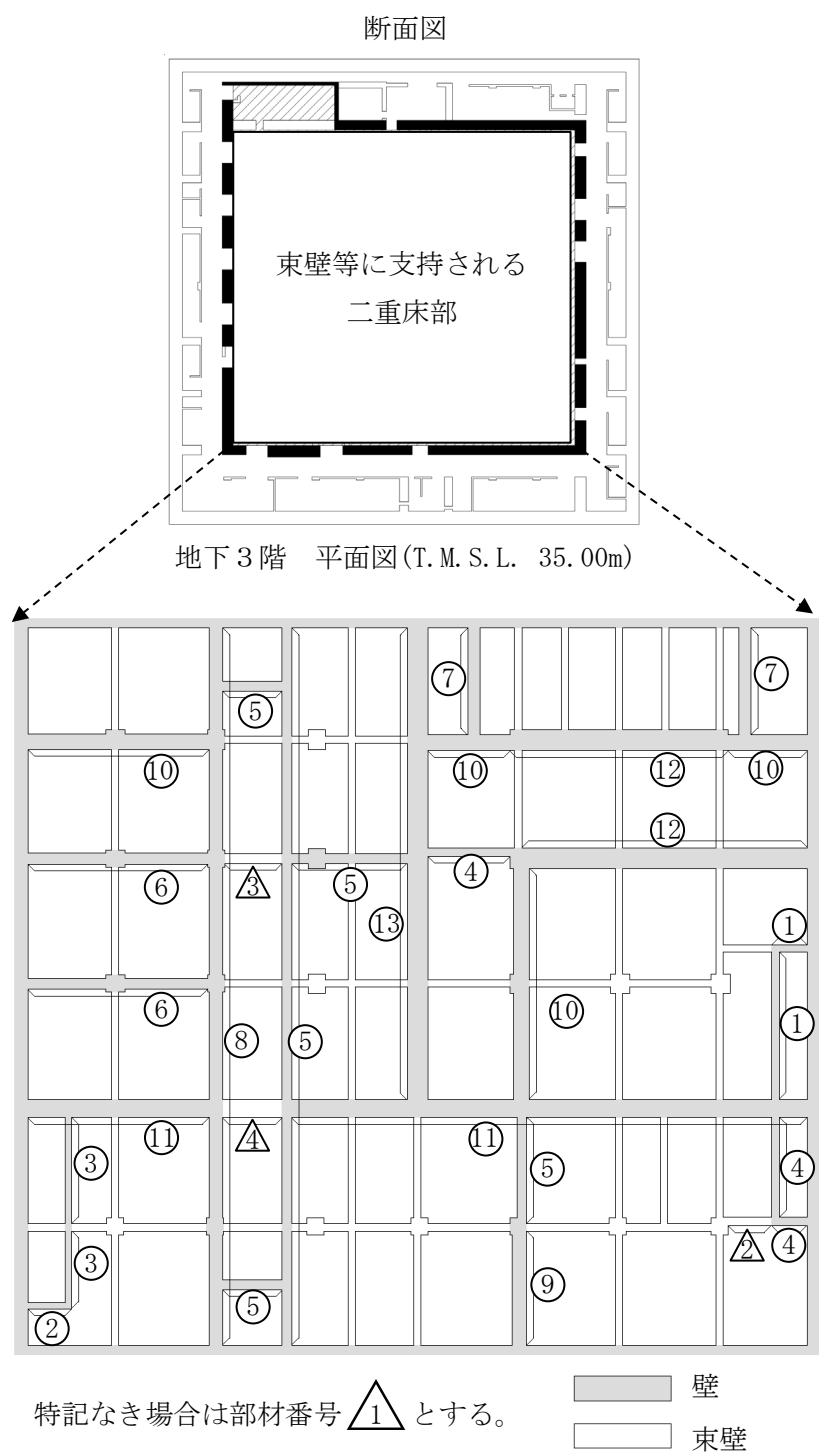 断面図
束壁等に支持される
二重床部
地下３階　平面図(T.M.S.L. 35.00m)
⑦ ⑦
⑤
⑩ ⑩ ⑫ ⑩
⑫
⑥ 3 ⑤ ④
⑬ ①
⑥ ⑩ ①
⑧ ⑤
⑪ 4 ⑪
③ ⑤ ④
2 ④
③ ⑨
② ⑤
特記なき場合は部材番号 1 とする。
壁
束壁